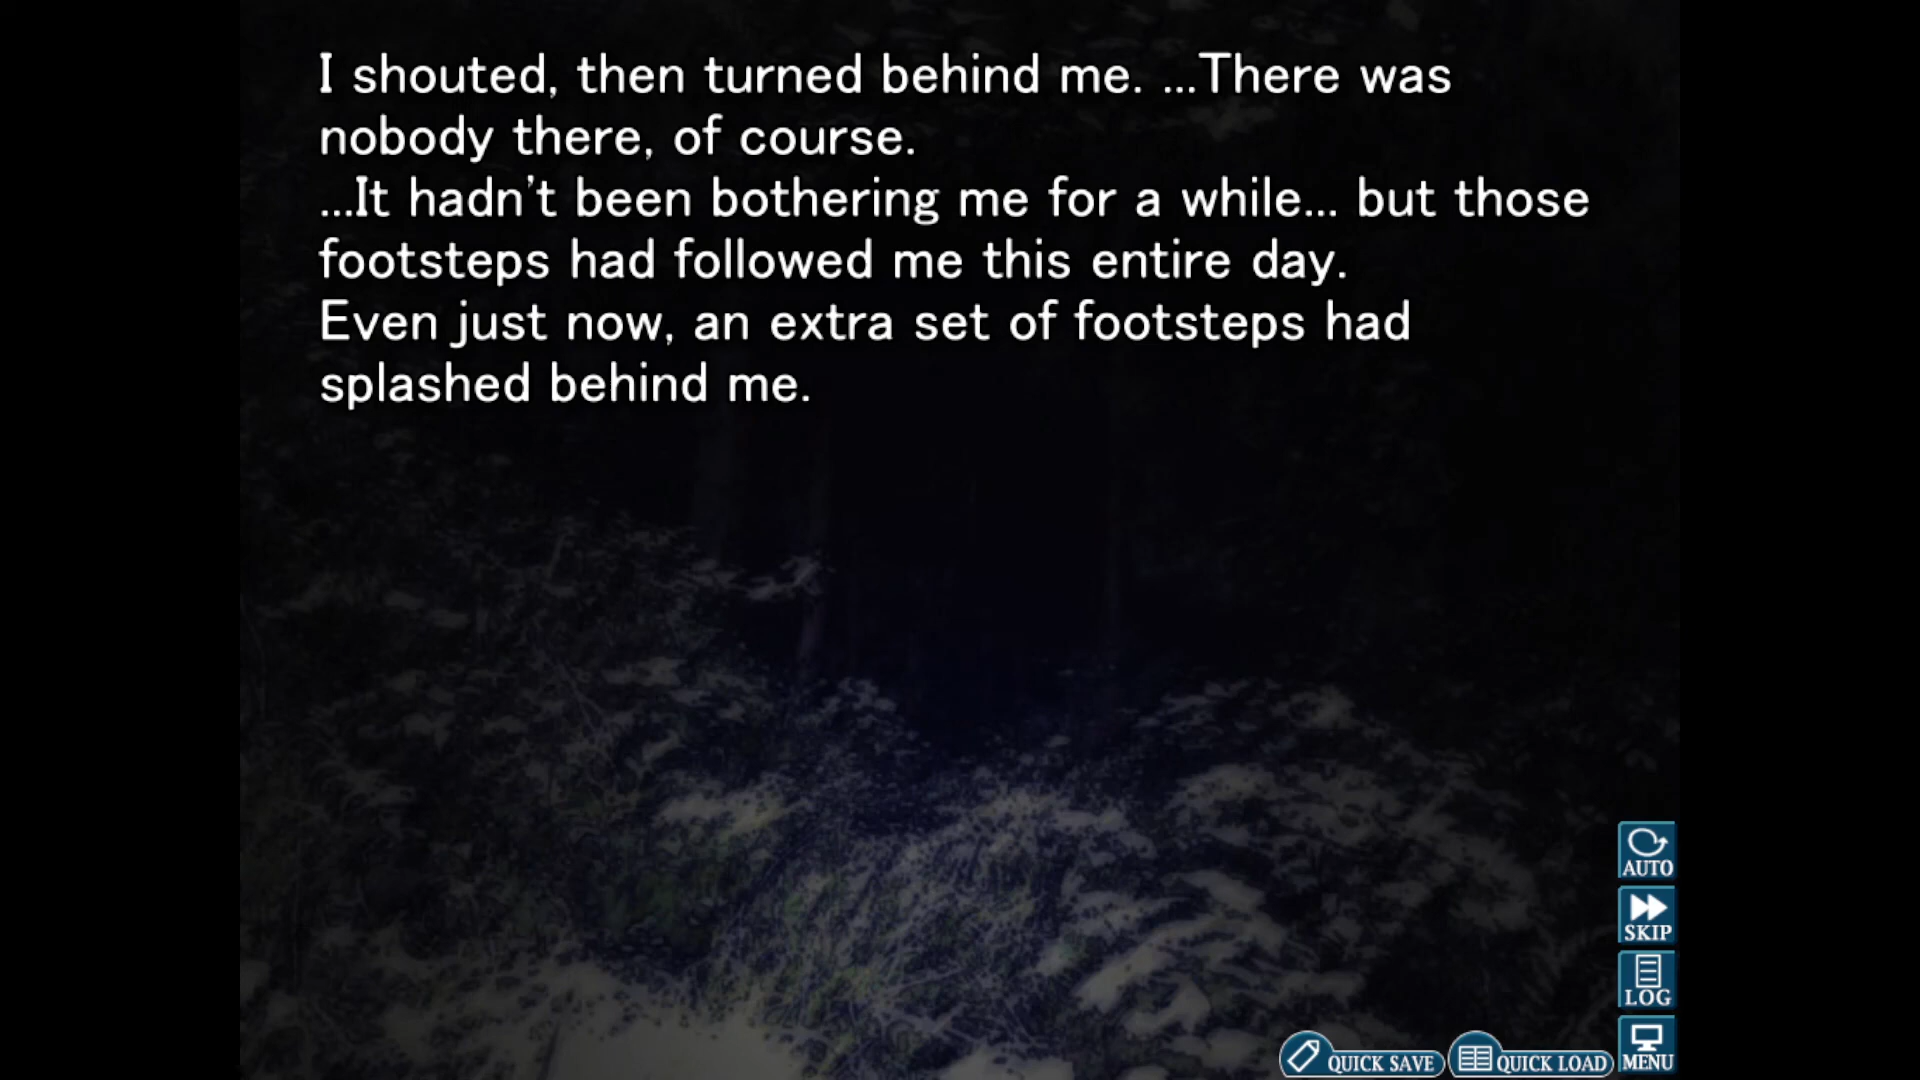 I shouted, then turned behind me. ...There was
nobody there, of course.
...It hadn't been bothering me for a while... but those
footsteps had followed me this entire day.
Even just now, an extra set of footsteps had
splashed behind me.
AUTO
SKIP
LOG
MENU
QUICK SAVE
QUICK LOAD